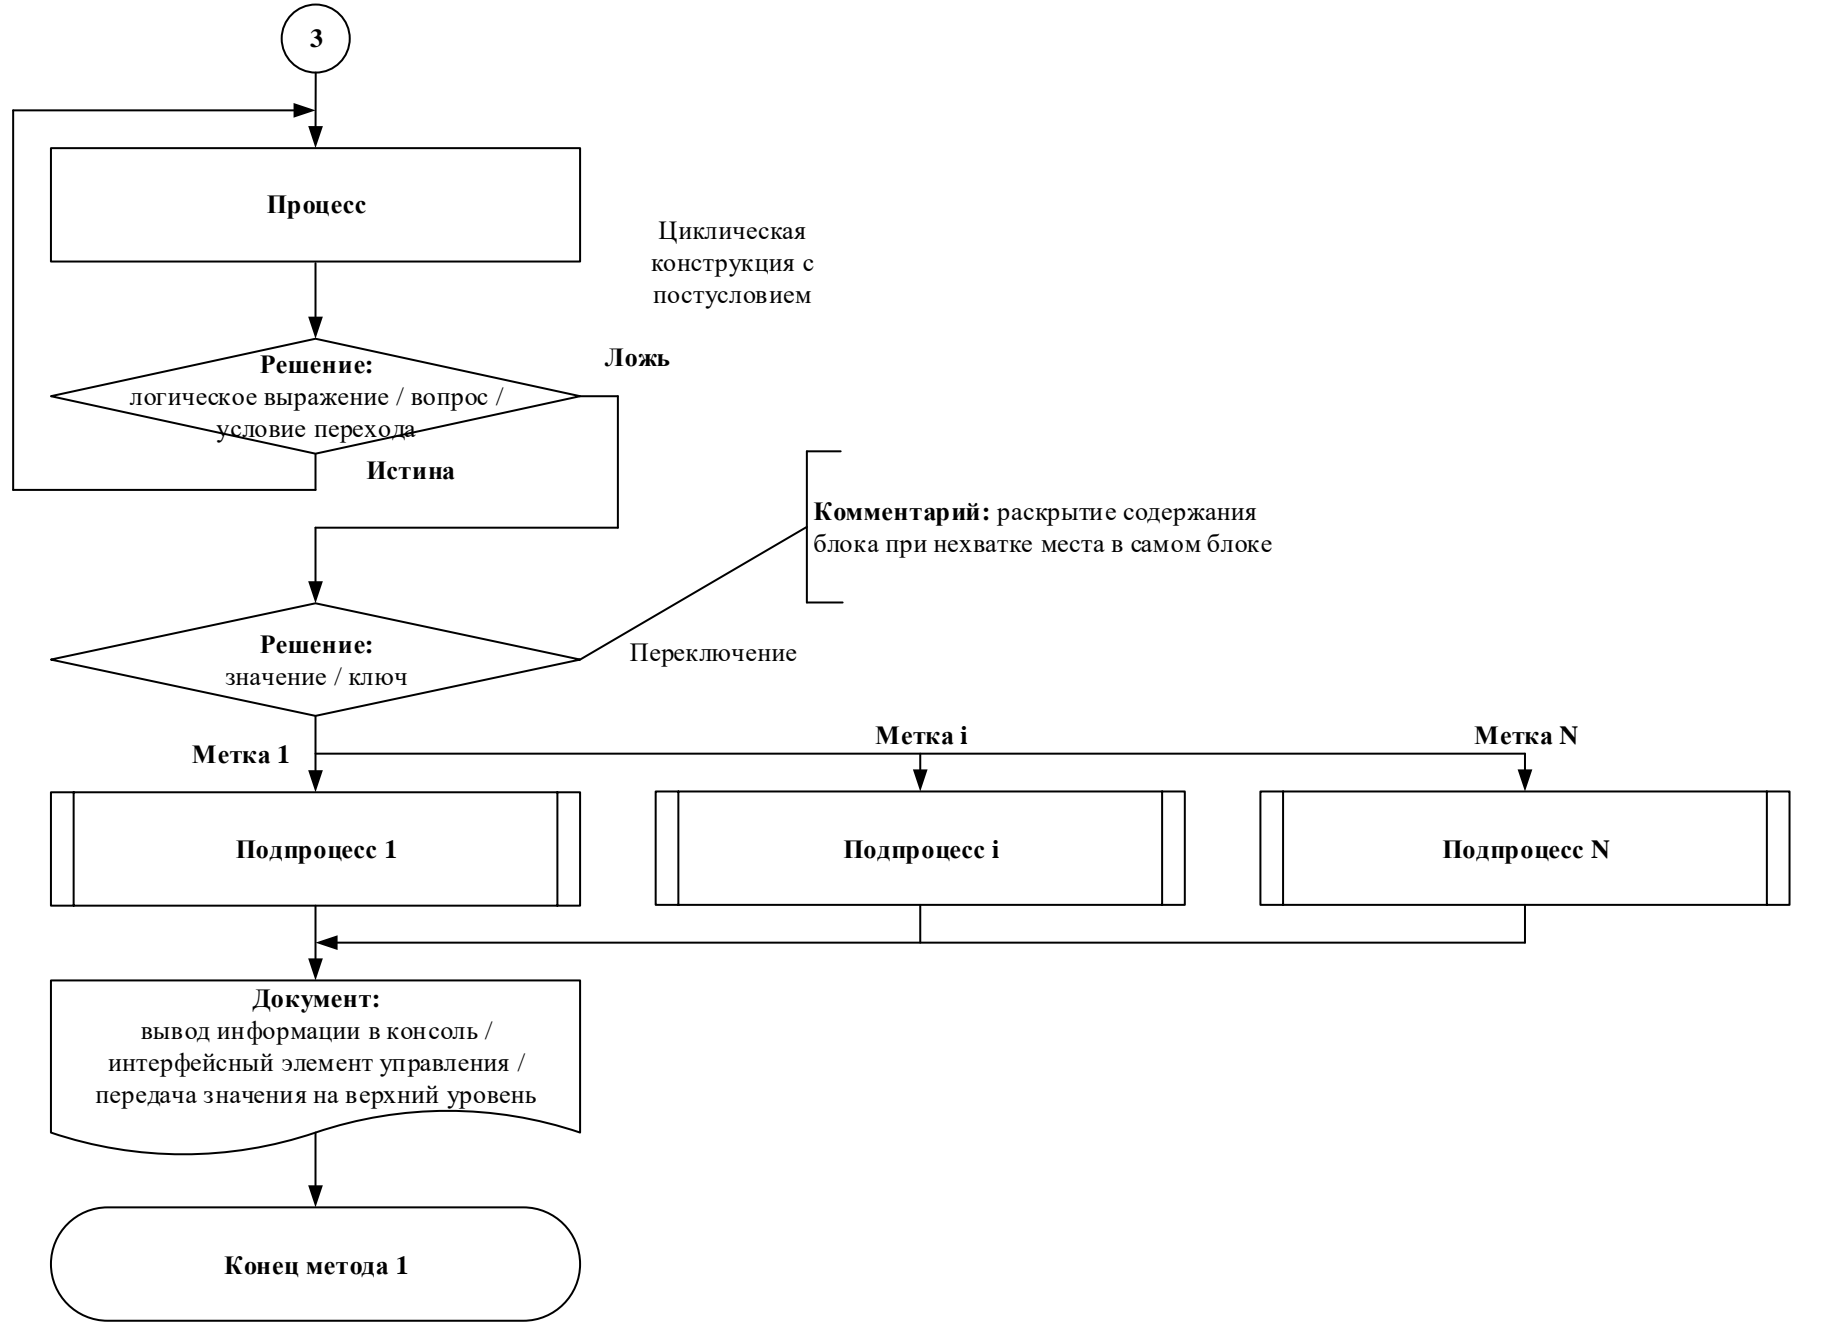 3
Процесс
Циклическая
конструкция с
постусловием
Решение:
логическое выражение / вопрос /
условие перехода
Ложь
Истина
Комментарий: раскрытие содержания
блока при нехватке места в самом блоке
Решение:
значение / ключ
Переключение
Метка 1
Метка i
Метка N
Подпроцесс 1
Подпроцесс i
Подпроцесс N
Документ:
вывод информации в консоль /
интерфейсный элемент управления /
передача значения на верхний уровень
Конец метода 1